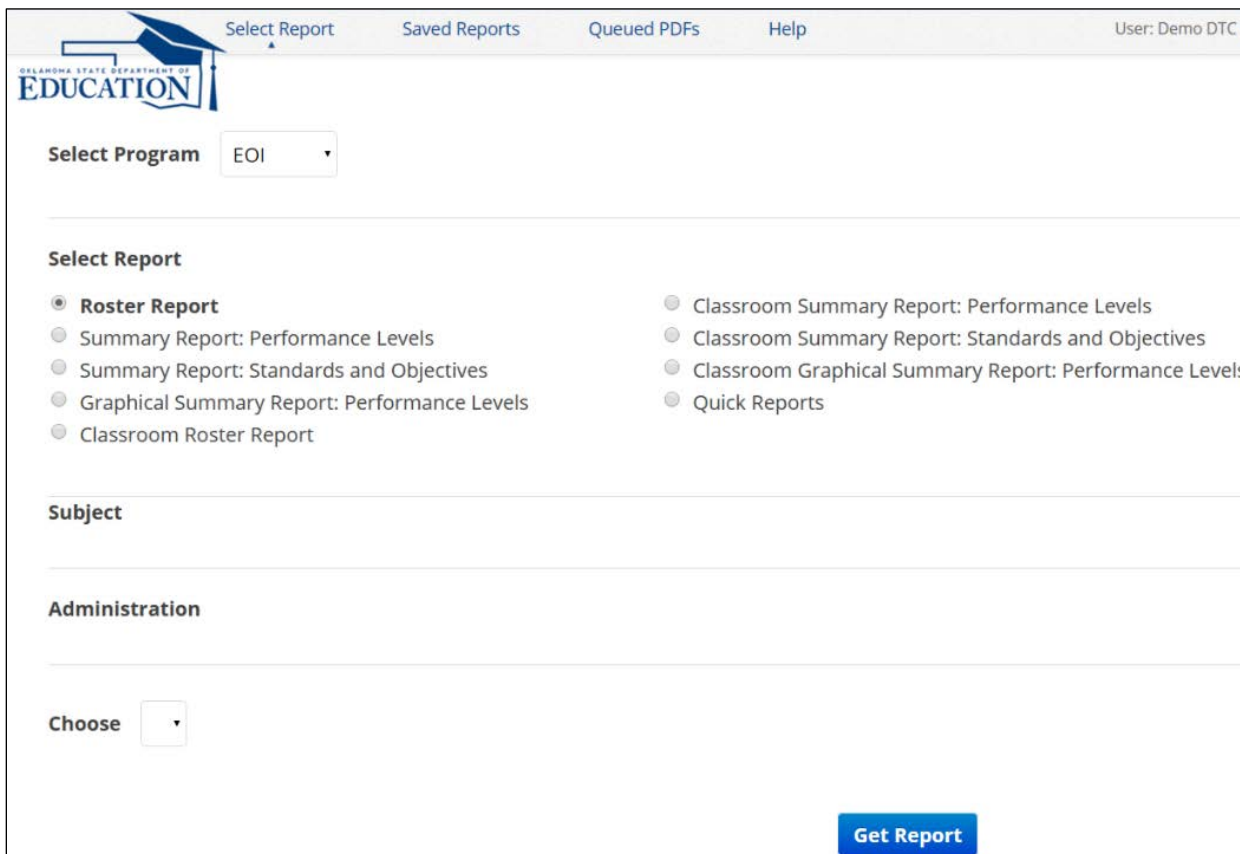 Select Report Saved Reports Queued PDFs Help User: Demo DTC
OKLAHOMA STATE DEPARTMENT OF
EDUCATION
Select Program EOI
Select Report
Roster Report
Summary Report: Performance Levels
Summary Report: Standards and Objectives
Graphical Summary Report: Performance Levels
Classroom Roster Report
Classroom Summary Report: Performance Levels
Classroom Summary Report: Standards and Objectives
Classroom Graphical Summary Report: Performance Levels
Quick Reports
Subject
Administration
Choose
Get Report